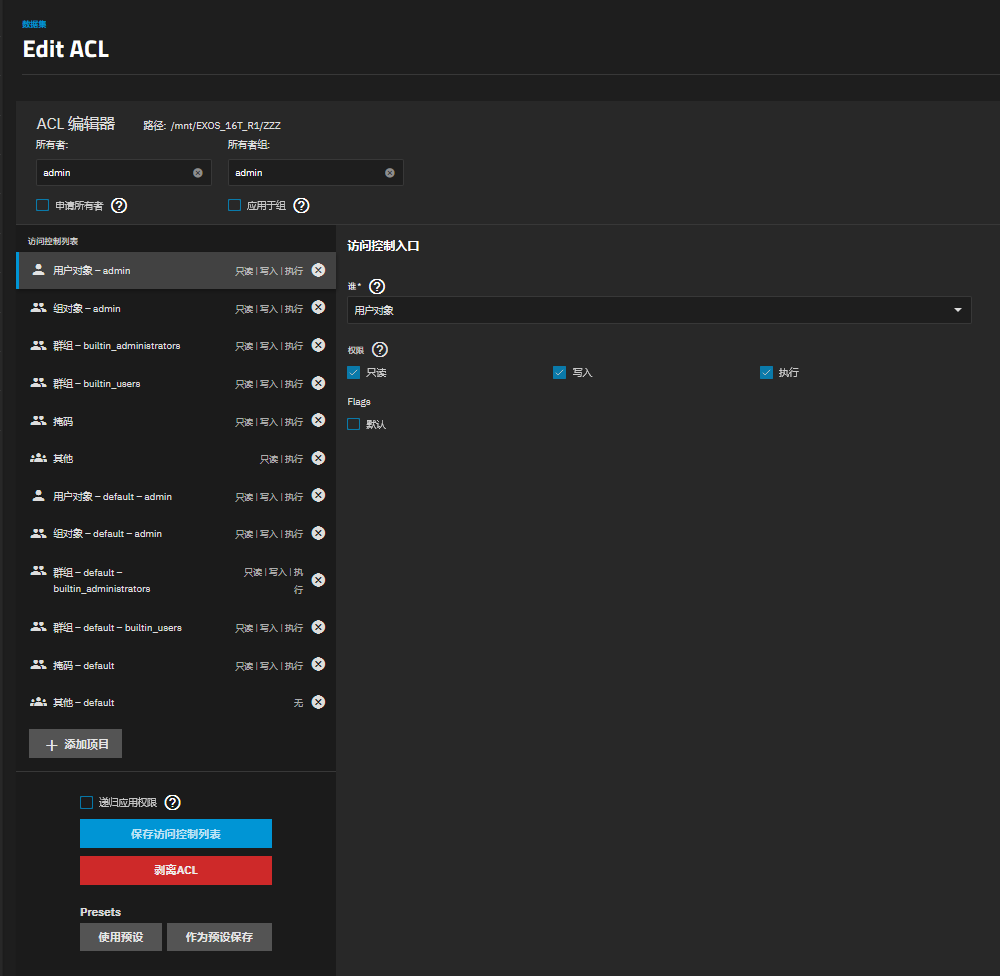 数据集
Edit ACL
ACL 编辑器 路径: /mnt/EXOS_16T_R1/ZZZ
所有者: 所有者组:
admin admin
申请所有者 应用于组
访问控制列表
用户对象 – admin 只读 | 写入 | 执行
组对象 – admin 只读 | 写入 | 执行
群组 – builtin_administrators 只读 | 写入 | 执行
群组 – builtin_users 只读 | 写入 | 执行
掩码 只读 | 写入 | 执行
其他 只读 | 执行
用户对象 – default – admin 只读 | 写入 | 执行
组对象 – default – admin 只读 | 写入 | 执行
群组 – default – 只读 | 写入 | 执
builtin_administrators 行
群组 – default – builtin_users 只读 | 写入 | 执行
掩码 – default 只读 | 写入 | 执行
其他 – default 无
添加项目
递归应用权限
保存访问控制列表
剥离ACL
Presets
使用预设 作为预设保存
访问控制入口
谁*
用户对象
权限
只读 写入 执行
Flags
默认